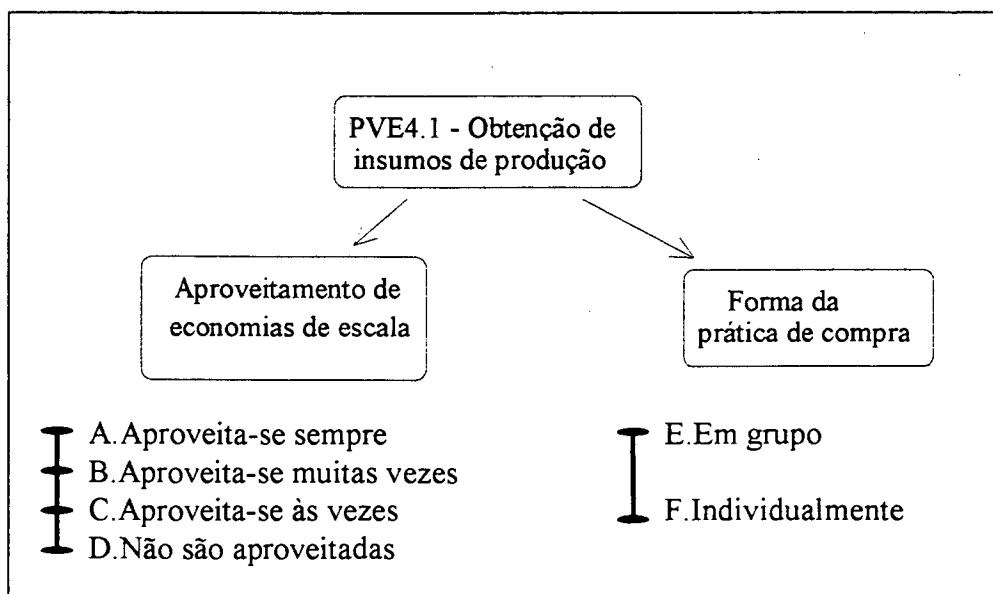 PVE4.1 - Obtenção de
insumos de produção
Aproveitamento de
economias de escala
Forma da
prática de compra
A.Aproveita-se sempre
B.Aproveita-se muitas vezes
C.Aproveita-se às vezes
D.Não são aproveitadas
E.Em grupo
F.Individualmente